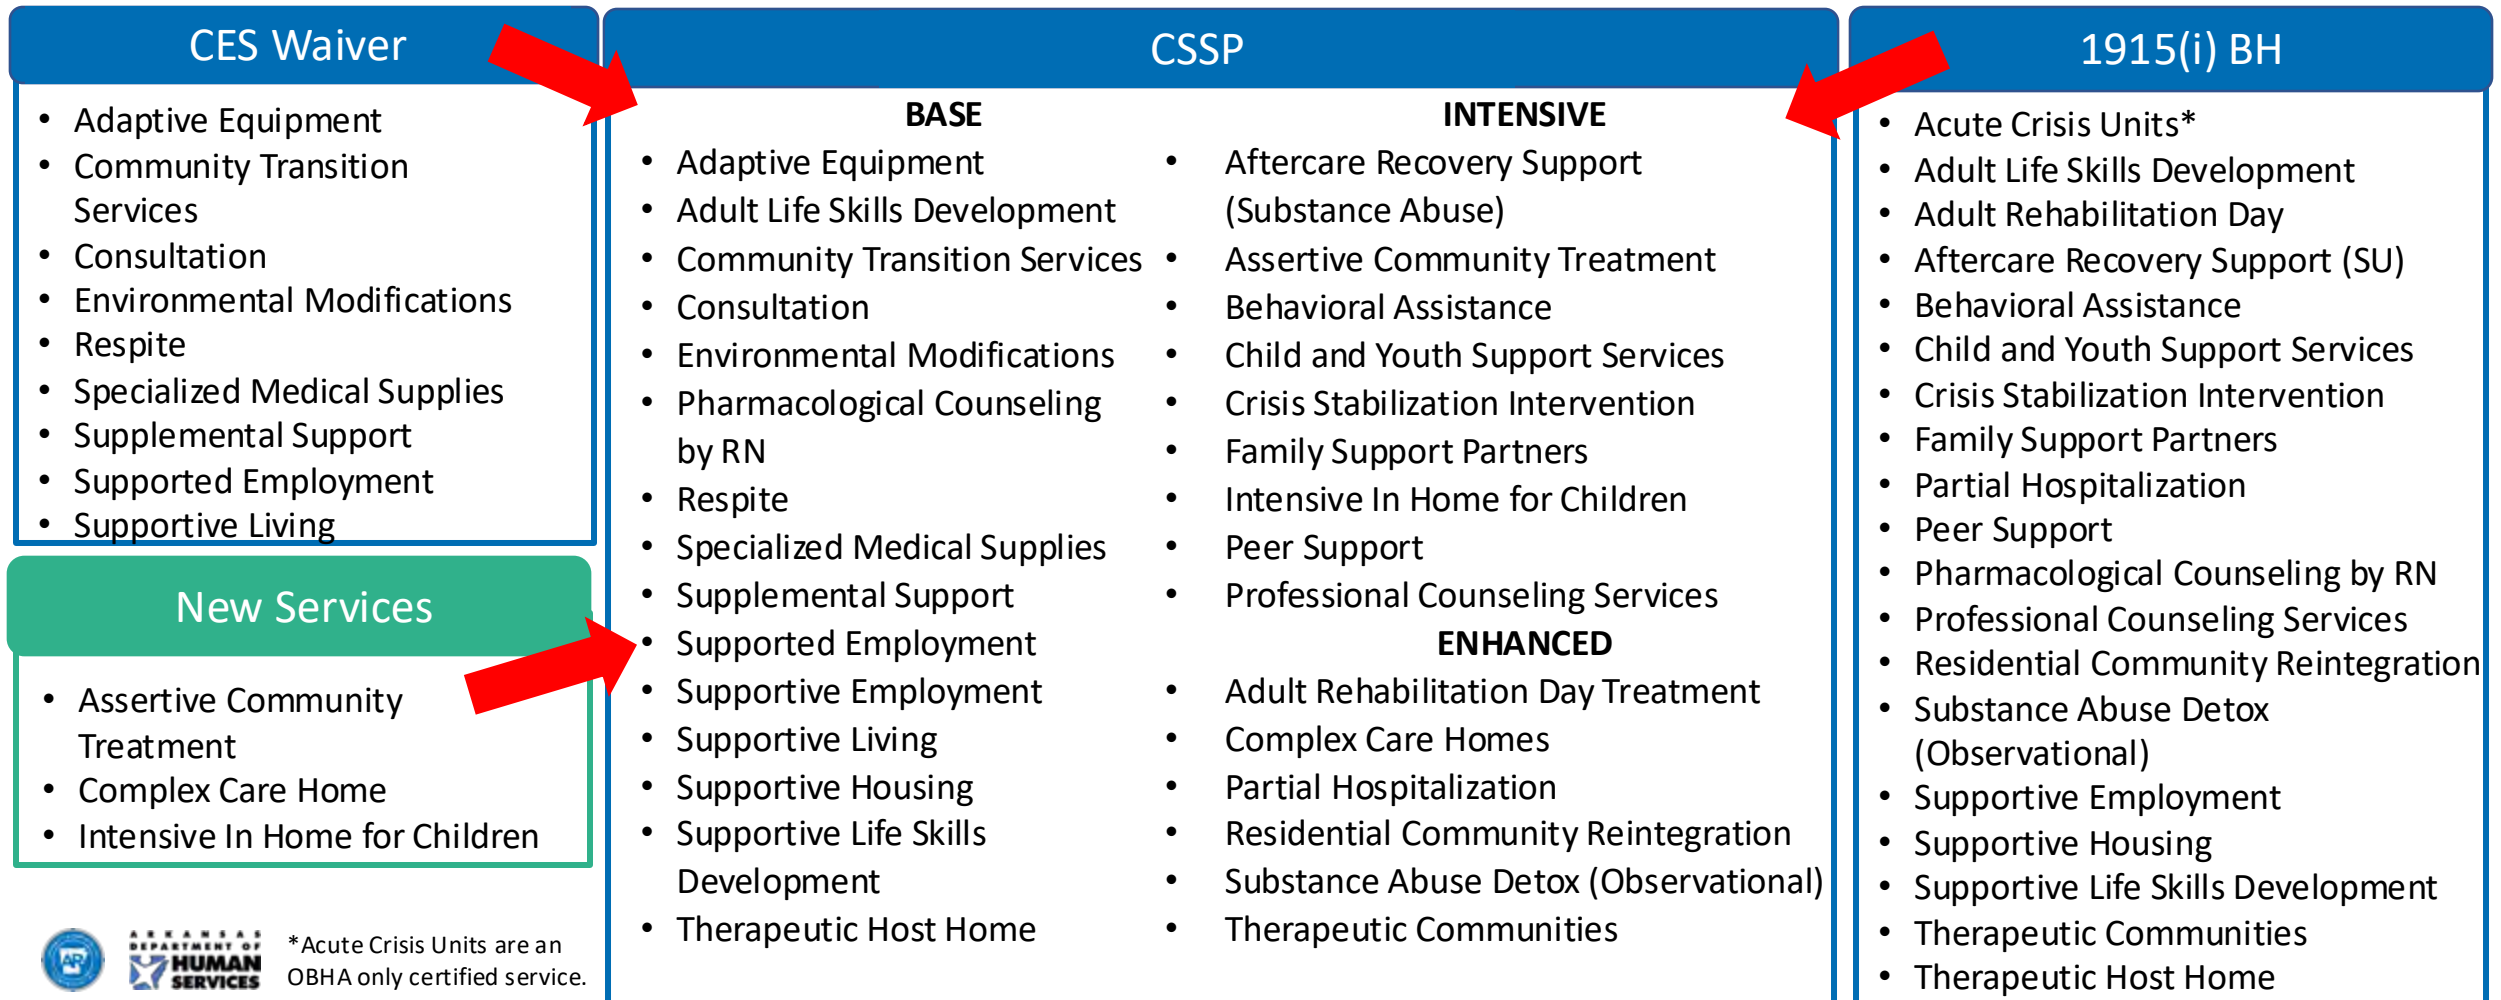 CES Waiver
• Adaptive Equipment
• Community Transition
Services
• Consultation
• Environmental Modifications
• Respite
• Specialized Medical Supplies
• Supplemental Support
• Supported Employment
• Supportive Living
New Services
• Assertive Community
Treatment
• Complex Care Home
• Intensive In Home for Children
AR
ARKANSAS
DEPARTMENT OF
HUMAN
SERVICES
*Acute Crisis Units are an
OBHA only certified service.
CSSP
BASE
• Adaptive Equipment
• Adult Life Skills Development
• Community Transition Services
• Consultation
• Environmental Modifications
• Pharmacological Counseling
by RN
• Respite
• Specialized Medical Supplies
• Supplemental Support
• Supported Employment
• Supportive Employment
• Supportive Living
• Supportive Housing
• Supportive Life Skills
Development
• Therapeutic Host Home
INTENSIVE
• Aftercare Recovery Support
(Substance Abuse)
• Assertive Community Treatment
• Behavioral Assistance
• Child and Youth Support Services
• Crisis Stabilization Intervention
• Family Support Partners
• Intensive In Home for Children
• Peer Support
• Professional Counseling Services
ENHANCED
• Adult Rehabilitation Day Treatment
• Complex Care Homes
• Partial Hospitalization
• Residential Community Reintegration
• Substance Abuse Detox (Observational)
• Therapeutic Communities
1915(i) BH
• Acute Crisis Units*
• Adult Life Skills Development
• Adult Rehabilitation Day
• Aftercare Recovery Support (SU)
• Behavioral Assistance
• Child and Youth Support Services
• Crisis Stabilization Intervention
• Family Support Partners
• Partial Hospitalization
• Peer Support
• Pharmacological Counseling by RN
• Professional Counseling Services
• Residential Community Reintegration
• Substance Abuse Detox
(Observational)
• Supportive Employment
• Supportive Housing
• Supportive Life Skills Development
• Therapeutic Communities
• Therapeutic Host Home